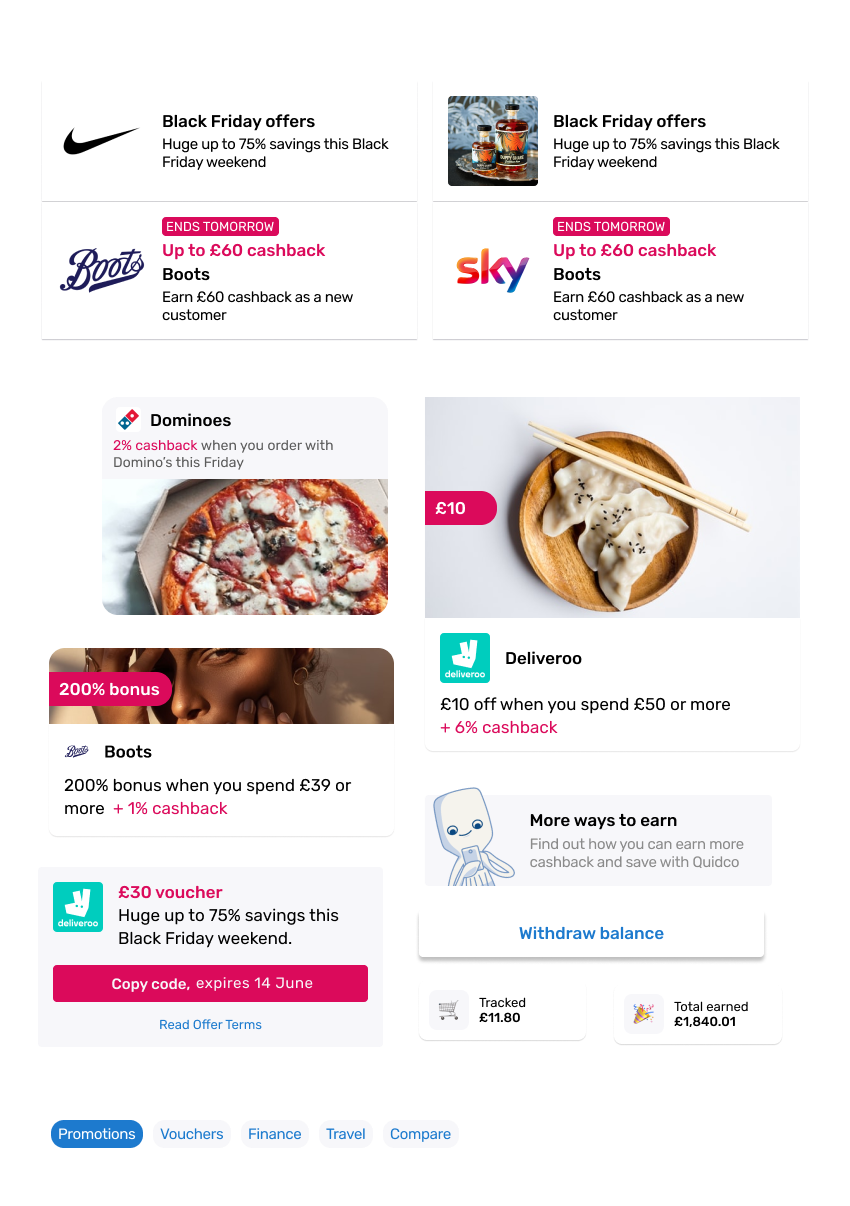 Black Friday offers
Huge up to 75% savings this Black
Friday weekend
ENDS TOMORROW
Up to £60 cashback
Boots
Boots
Earn £60 cashback as a new
customer
Black Friday offers
Huge up to 75% savings this Black
Friday weekend
ENDS TOMORROW
Up to £60 cashback
sky
Boots
Earn £60 cashback as a new
customer
Dominoes
2% cashback when you order with
Domino's this Friday
200% bonus
Boots
Boots
200% bonus when you spend £39 or
more + 1% cashback
£30 voucher
deliveroo
Huge up to 75% savings this
Black Friday weekend.
Copy code, expires 14 June
Read Offer Terms
£10
deliveroo
Deliveroo
£10 off when you spend £50 or more
+ 6% cashback
More ways to earn
Find out how you can earn more
cashback and save with Quidco
Withdraw balance
Tracked
£11.80
Total earned
£1,840.01
Promotions Vouchers Finance Travel Compare